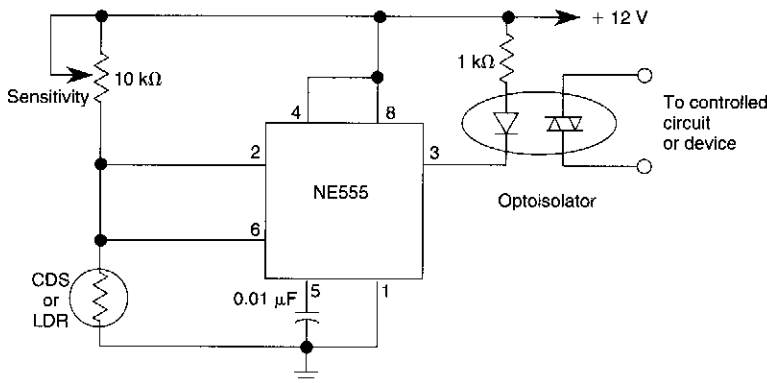 + 12 V
10 kΩ
1 kΩ
Sensitivity
4
8
To controlled
circuit
or device
2
3
NE555
Optoisolator
6
CDS
or
LDR
0.01 μF
5
1